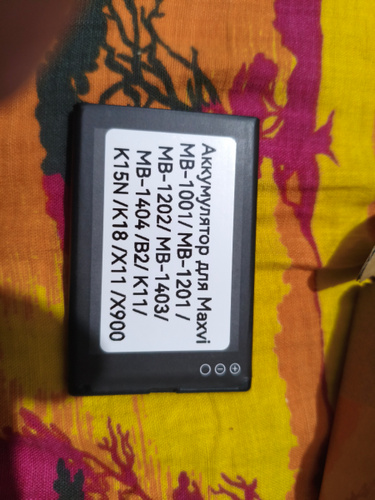 Аккумулятор для Maxvi
MB-1001/ MB-1201 /
MB-1202/ MB-1403/
MB-1404 /B2/ K11/
K15N /K18 /X11 /X900